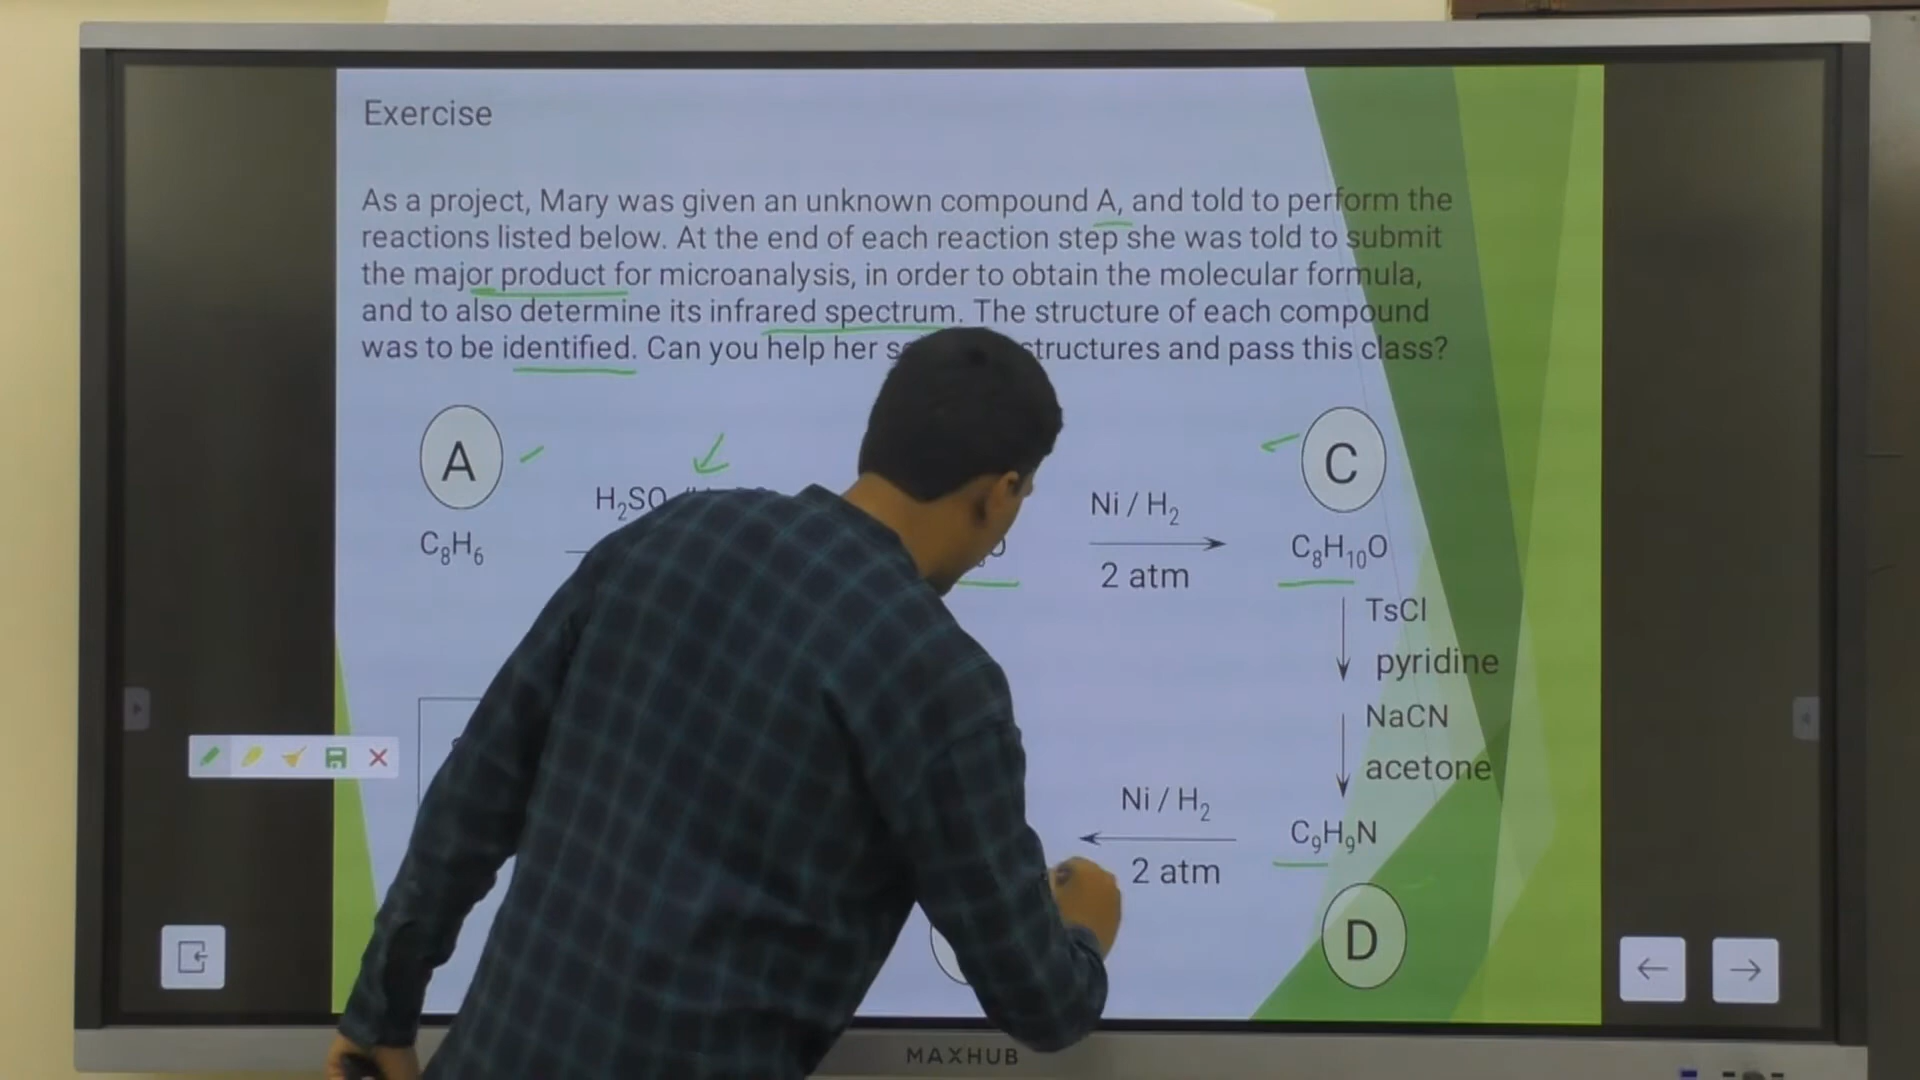 Exercise
As a project, Mary was given an unknown compound A, and told to perform the
reactions listed below. At the end of each reaction step she was told to submit
the major product for microanalysis, in order to obtain the molecular formula,
and to also determine its infrared spectrum. The structure of each compound
was to be identified. Can you help her structures and pass this class?
A
C
H₂SO
Ni / H₂
C₈H₆
2 atm
C₈H₁₀O
TsCl
pyridine
NaCN
acetone
Ni / H₂
2 atm
C₉H₉N
D
MAXHUB